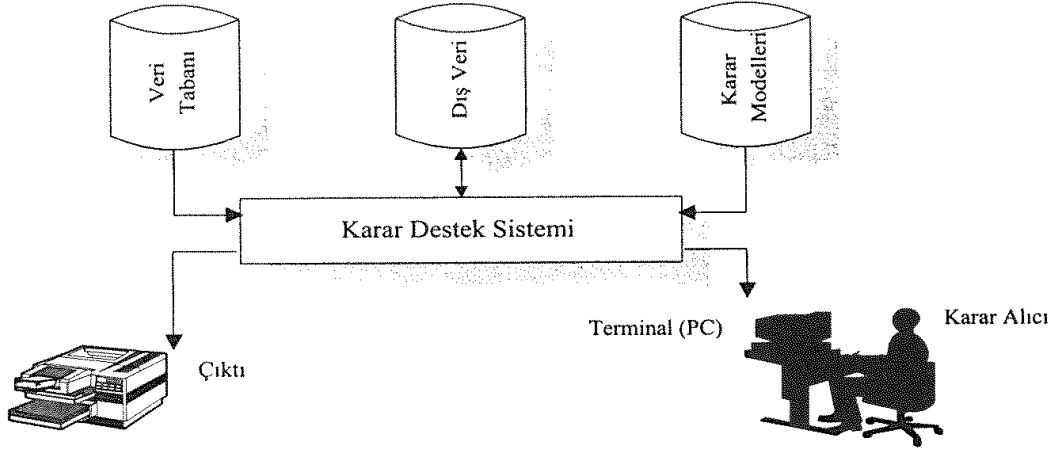 Veri
Tabanı
Dış Veri
Karar
Modelleri
Karar Destek Sistemi
Terminal (PC)
Karar Alıcı
Çıktı